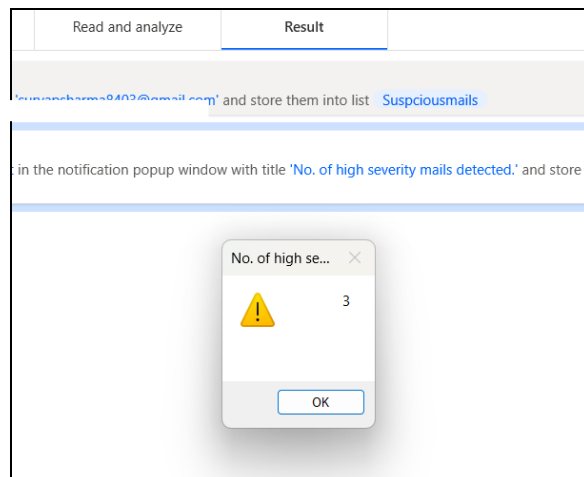 Read and analyze Result
and store them into list Suspciousmails
in the notification popup window with title 'No. of high severity mails detected.' and store
No. of high se...
3
OK